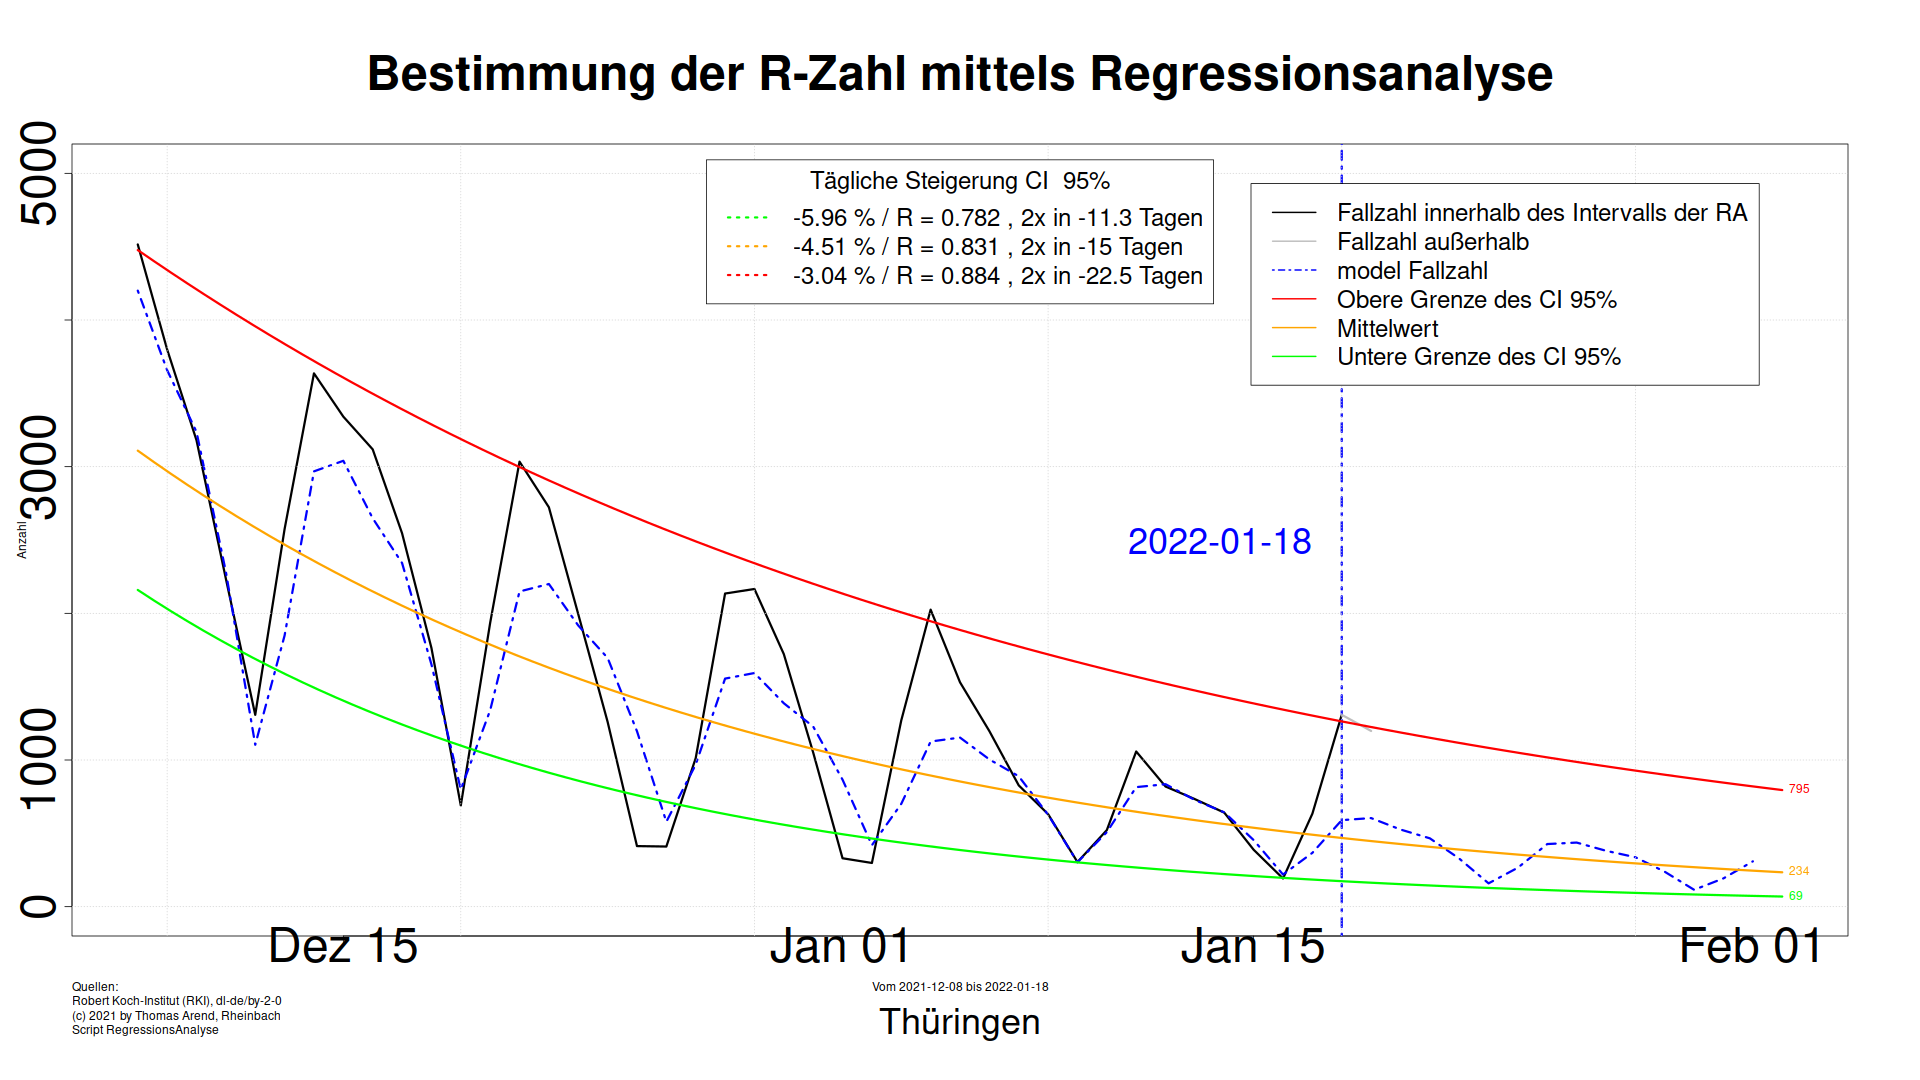 Bestimmung der R-Zahl mittels Regressionsanalyse
Tägliche Steigerung CI 95%
-5.96 % / R = 0.782 , 2x in -11.3 Tagen
-4.51 % / R = 0.831 , 2x in -15 Tagen
-3.04 % / R = 0.884 , 2x in -22.5 Tagen
Fallzahl innerhalb des Intervalls der RA
Fallzahl außerhalb
model Fallzahl
Obere Grenze des CI 95%
Mittelwert
Untere Grenze des CI 95%
5000
3000
1000
0
Anzahl
2022-01-18
795
234
69
Dez 15
Jan 01
Jan 15
Feb 01
Quellen:
Robert Koch-Institut (RKI), dl-de/by-2-0
(c) 2021 by Thomas Arend, Rheinbach
Script RegressionsAnalyse
Vom 2021-12-08 bis 2022-01-18
Thüringen